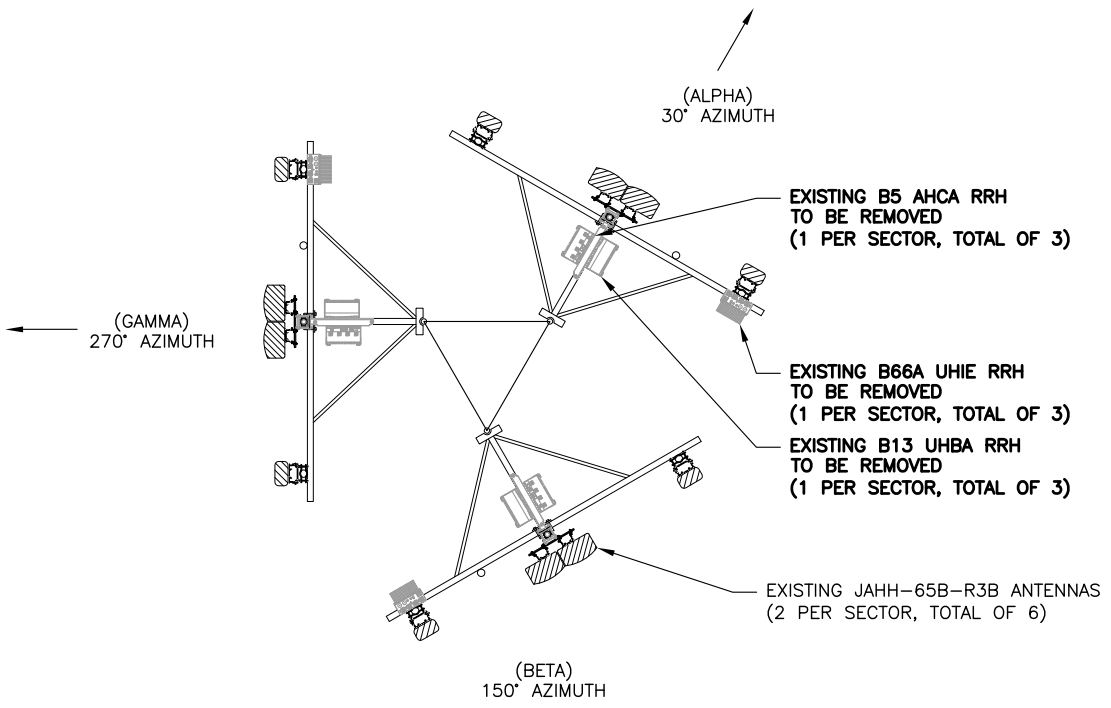 (ALPHA)
30° AZIMUTH
EXISTING B5 AHCA RRH
TO BE REMOVED
(1 PER SECTOR, TOTAL OF 3)
(GAMMA)
270° AZIMUTH
EXISTING B66A UHIE RRH
TO BE REMOVED
(1 PER SECTOR, TOTAL OF 3)
EXISTING B13 UHBA RRH
TO BE REMOVED
(1 PER SECTOR, TOTAL OF 3)
EXISTING JAHH-65B-R3B ANTENNAS
(2 PER SECTOR, TOTAL OF 6)
(BETA)
150° AZIMUTH